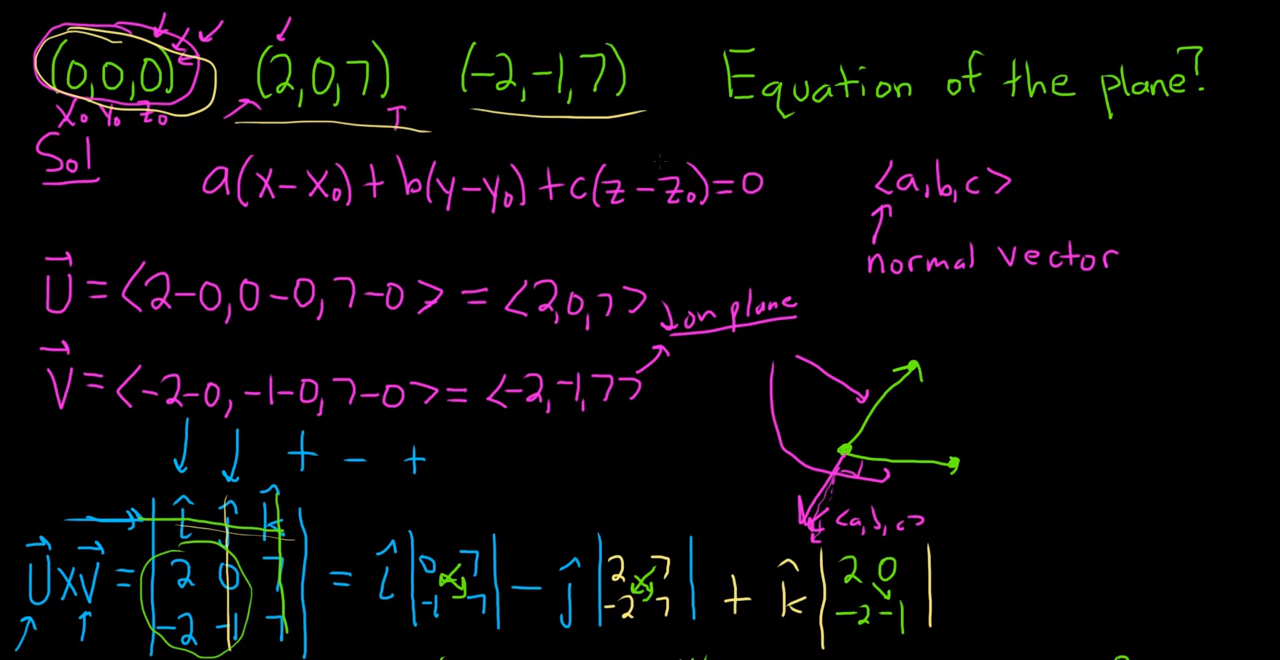 (0,0,0) (2,0,7) (-2,-1,7) Equation of the plane?
x₀ y₀ z₀
Sol a(x-x₀)+b(y-y₀)+c(z-z₀)=0 <a,b,c>
normal vector
U = <2-0,0-0,7-0> = <2,0,7>
on plane
V = <-2-0,-1-0,7-0> = <-2,-1,7>
+ - +
<a,b,c>
U x V = | î ĵ k̂ | = î | 0 7 | - ĵ | 2 7 | + k̂ | 2 0 |
| 2 0 7 | | -1 7 | | -2 7 | | -2 -1 |
| -2 -1 7 |